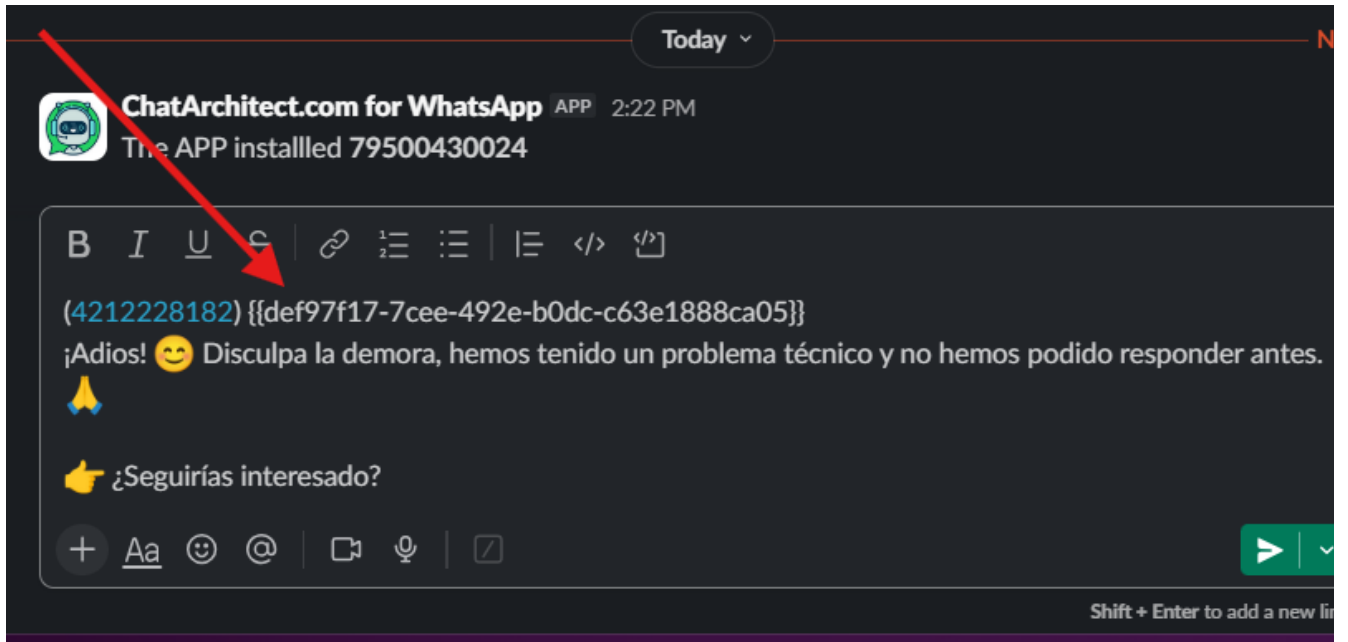 Today
N
ChatArchitect.com for WhatsApp APP 2:22 PM
The APP installled 79500430024
B I U S
(4212228182) {{def97f17-7cee-492e-b0dc-c63e1888ca05}}
¡Adios! 😊 Disculpa la demora, hemos tenido un problema técnico y no hemos podido responder antes.
🙏
👉 ¿Seguirías interesado?
Aa
Shift + Enter to add a new